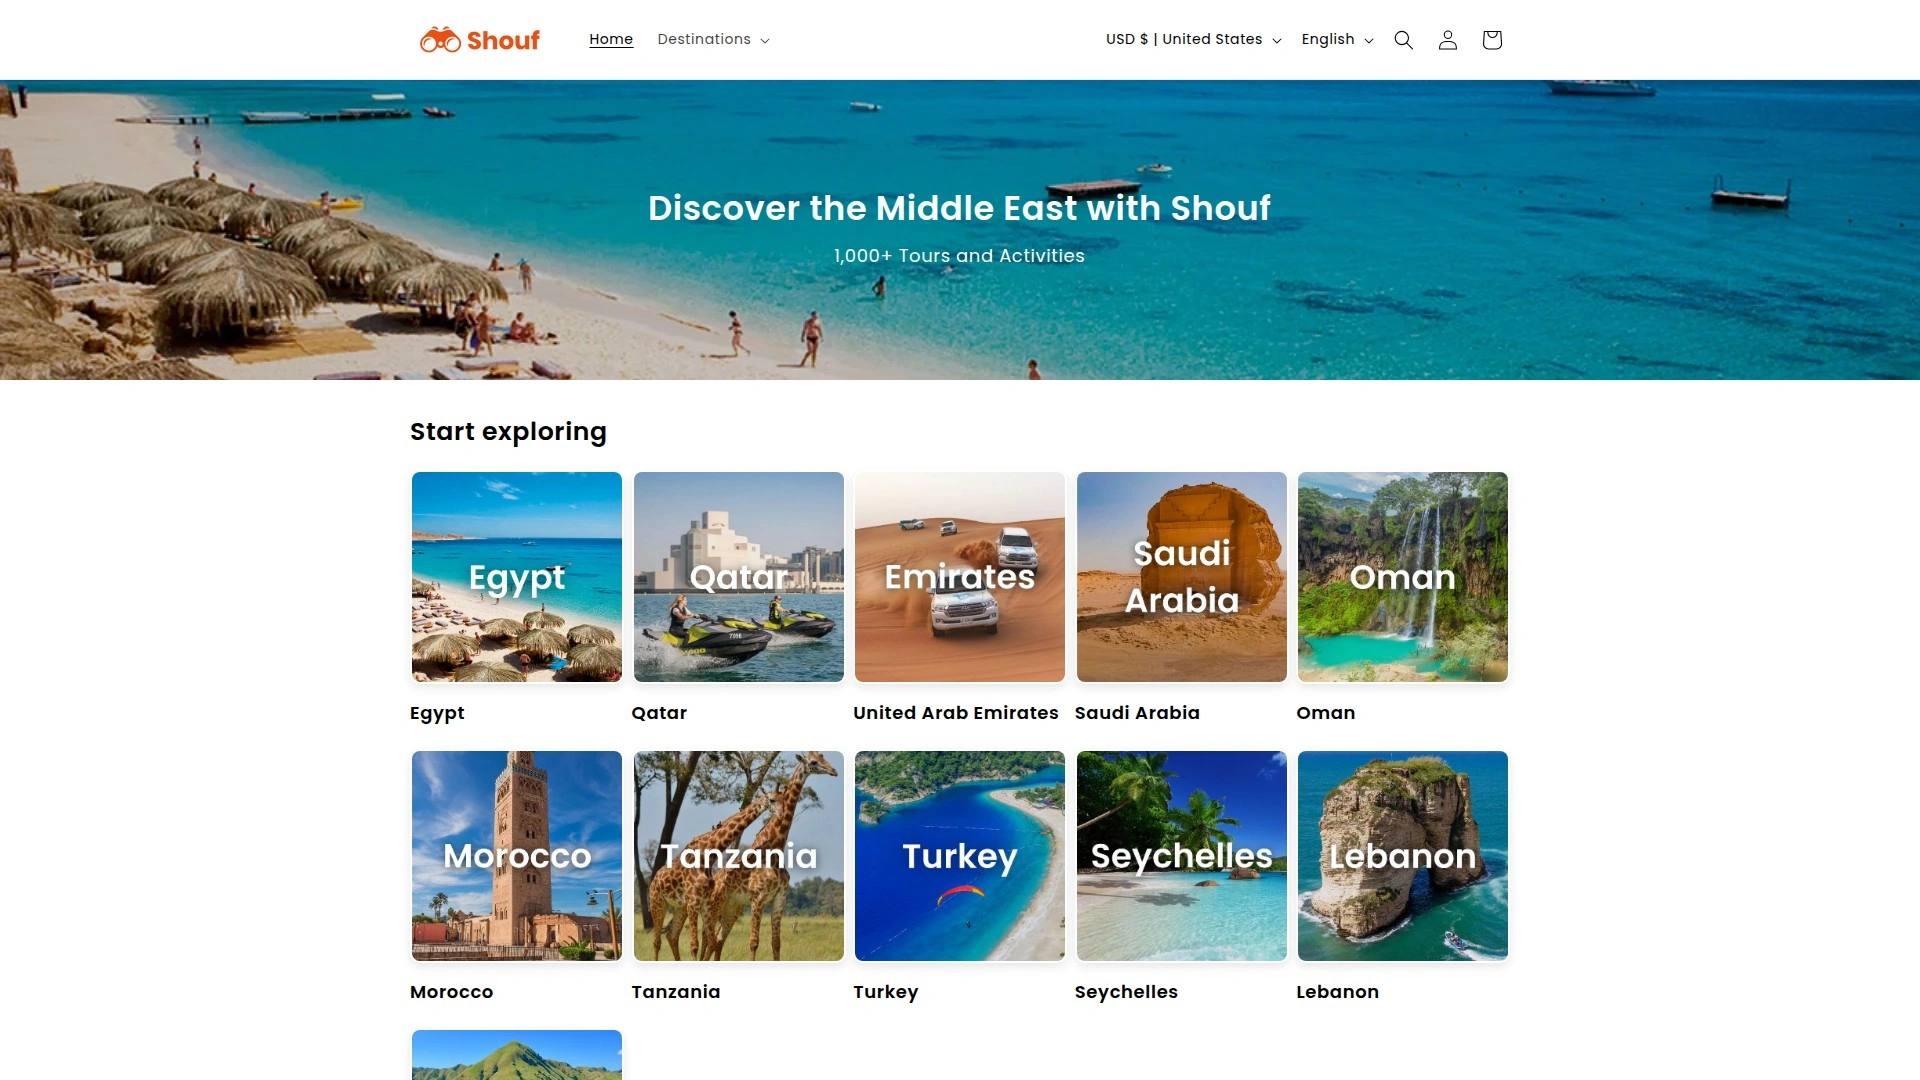 Shouf
Home
Destinations
USD $ | United States
English
Discover the Middle East with Shouf
1,000+ Tours and Activities
Start exploring
Egypt
Qatar
Emirates
Saudi
Arabia
Oman
Egypt
Qatar
United Arab Emirates
Saudi Arabia
Oman
Morocco
Tanzania
Turkey
Seychelles
Lebanon
Morocco
Tanzania
Turkey
Seychelles
Lebanon